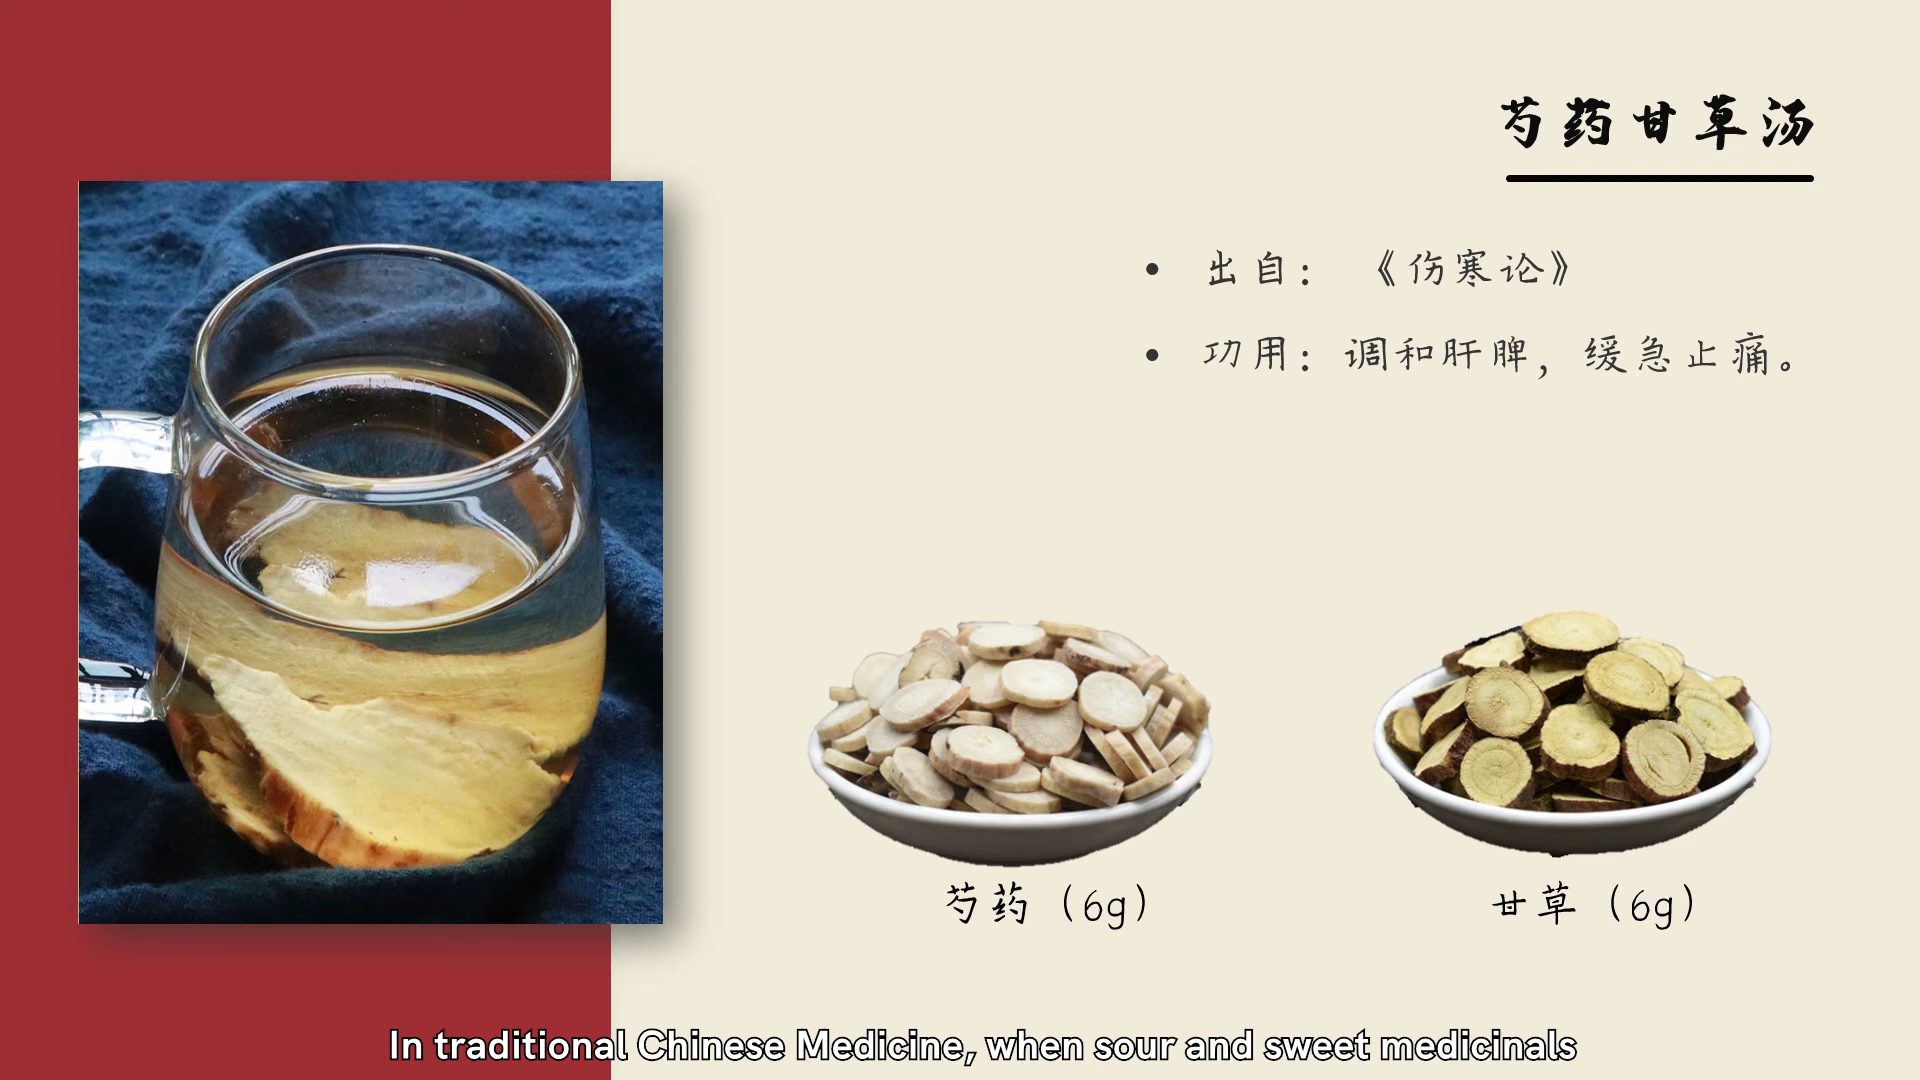 芍药甘草汤
• 出自：《伤寒论》
• 功用：调和肝脾，缓急止痛。
芍药（6g）
甘草（6g）
In traditional Chinese Medicine, when sour and sweet medicinals